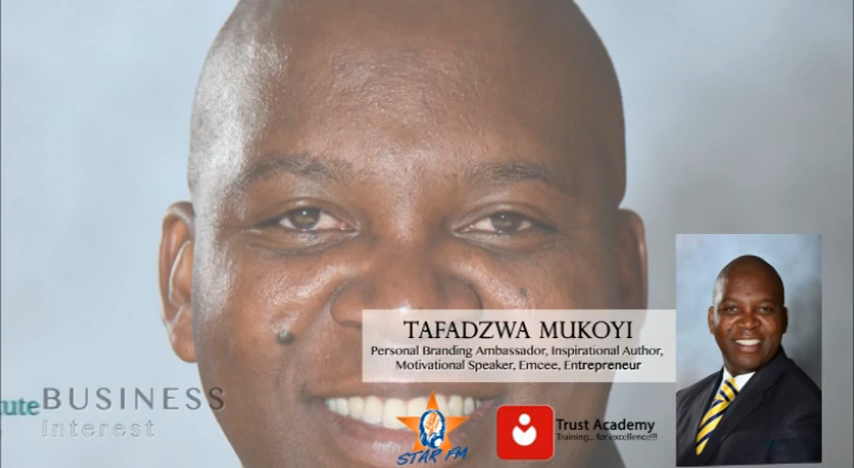 TAFADZWA MUKOYI
Personal Branding Ambassador, Inspirational Author,
Motivational Speaker, Emcee, Entrepreneur
BUSINESS
Interest
STAR FM
Trust Academy
Training... for excellence!!!